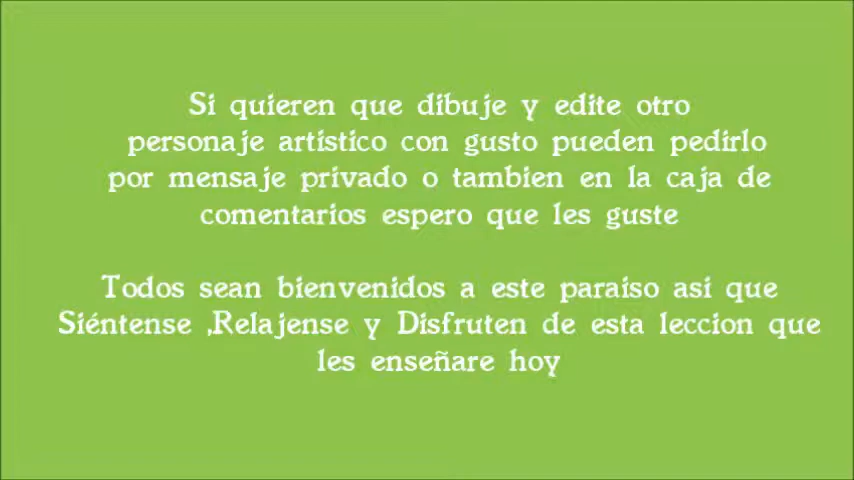 Si quieren que dibuje y edite otro
personaje artistico con gusto pueden pedirlo
por mensaje privado o tambien en la caja de
comentarios espero que les guste
Todos sean bienvenidos a este paraiso asi que
Siéntense ,Relajense y Disfruten de esta leccion que
les enseñare hoy